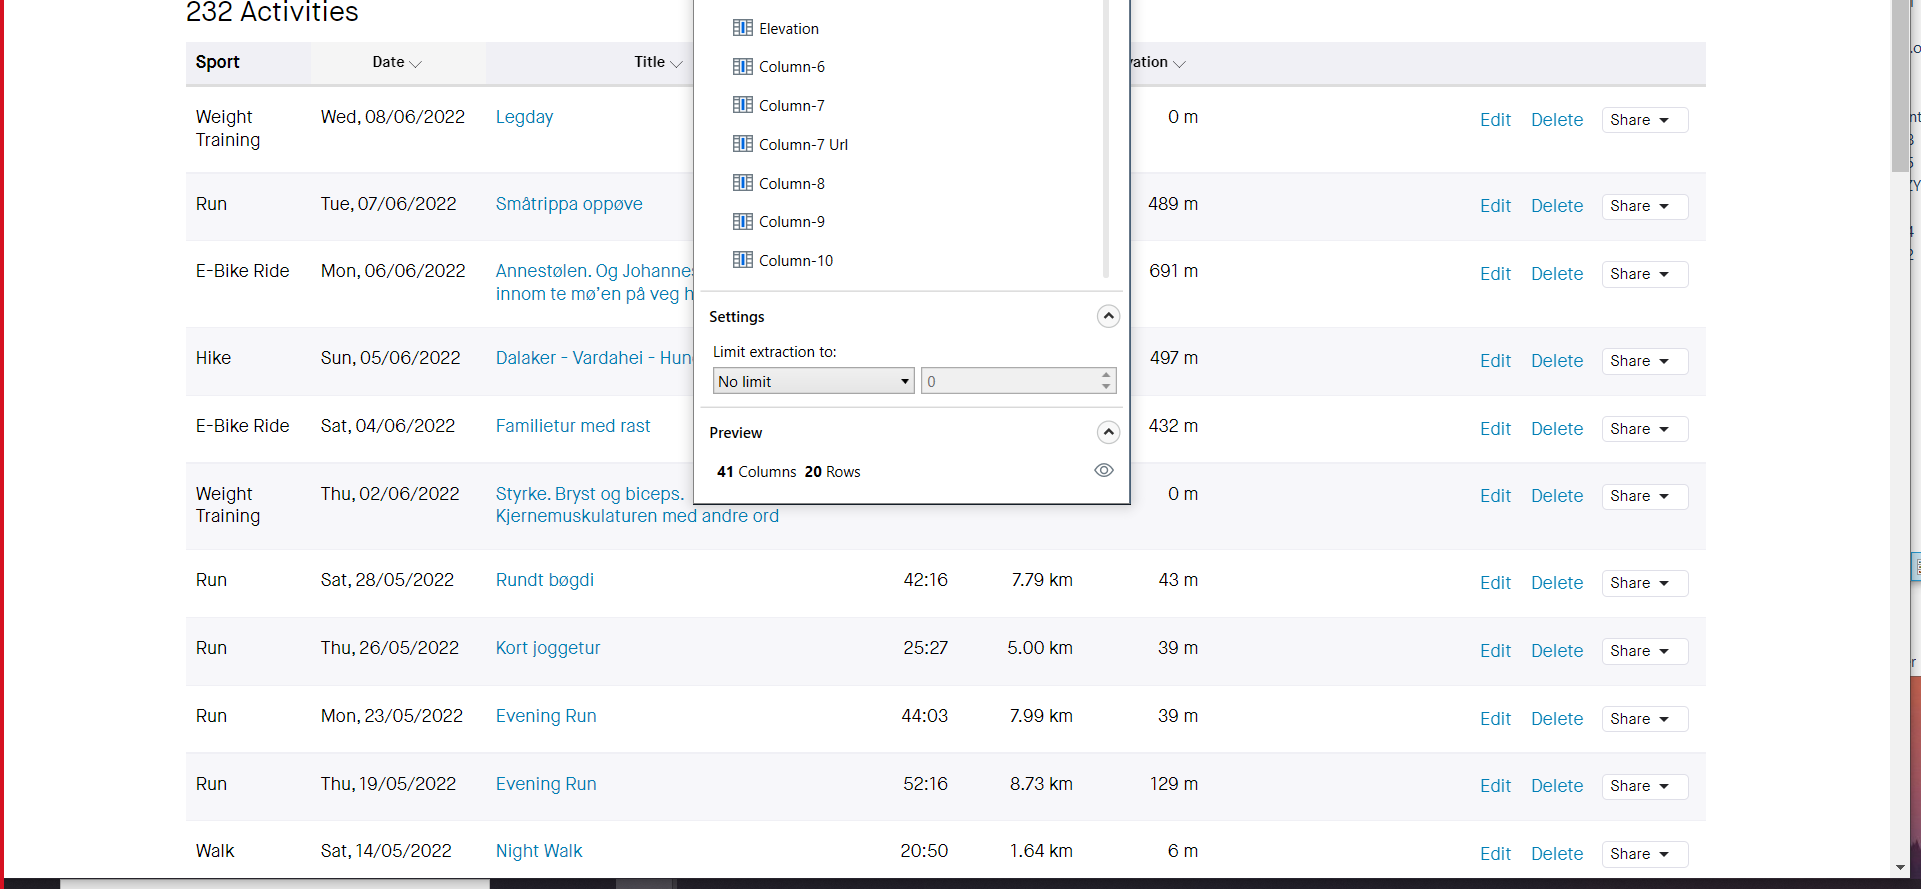 232 Activities
Sport Date Title vation
Weight Training Wed, 08/06/2022 Legday 0 m Edit Delete Share
Run Tue, 07/06/2022 Småtrippa oppøve 489 m Edit Delete Share
E-Bike Ride Mon, 06/06/2022 Annestølen. Og Johannes 691 m Edit Delete Share
innom te mø'en på veg h
Hike Sun, 05/06/2022 Dalaker - Vardahei - Hun 497 m Edit Delete Share
E-Bike Ride Sat, 04/06/2022 Familietur med rast 432 m Edit Delete Share
Weight Training Thu, 02/06/2022 Styrke. Bryst og biceps. 0 m Edit Delete Share
Kjernemuskulaturen med andre ord
Run Sat, 28/05/2022 Rundt bøgdi 42:16 7.79 km 43 m Edit Delete Share
Run Thu, 26/05/2022 Kort joggetur 25:27 5.00 km 39 m Edit Delete Share
Run Mon, 23/05/2022 Evening Run 44:03 7.99 km 39 m Edit Delete Share
Run Thu, 19/05/2022 Evening Run 52:16 8.73 km 129 m Edit Delete Share
Walk Sat, 14/05/2022 Night Walk 20:50 1.64 km 6 m Edit Delete Share
Elevation
Column-6
Column-7
Column-7 Url
Column-8
Column-9
Column-10
Settings
Limit extraction to:
No limit 0
Preview
41 Columns 20 Rows